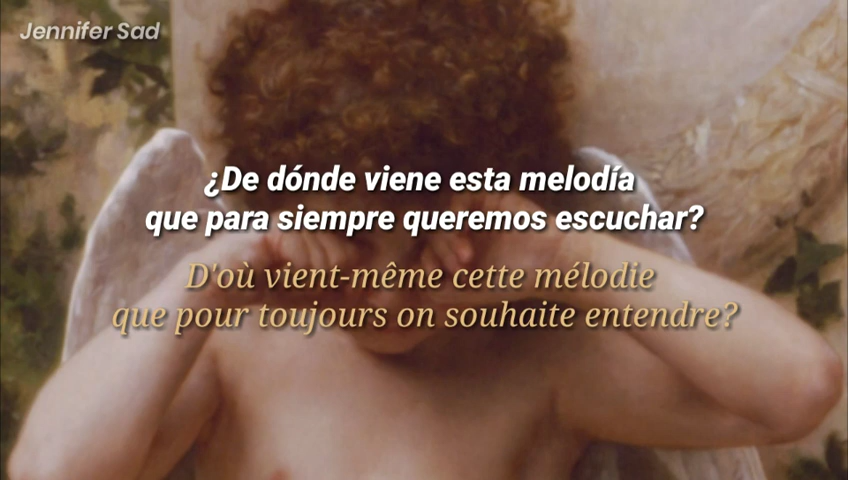 Jennifer Sad
¿De dónde viene esta melodía
que para siempre queremos escuchar?
D'où vient-même cette mélodie
que pour toujours on souhaite entendre?